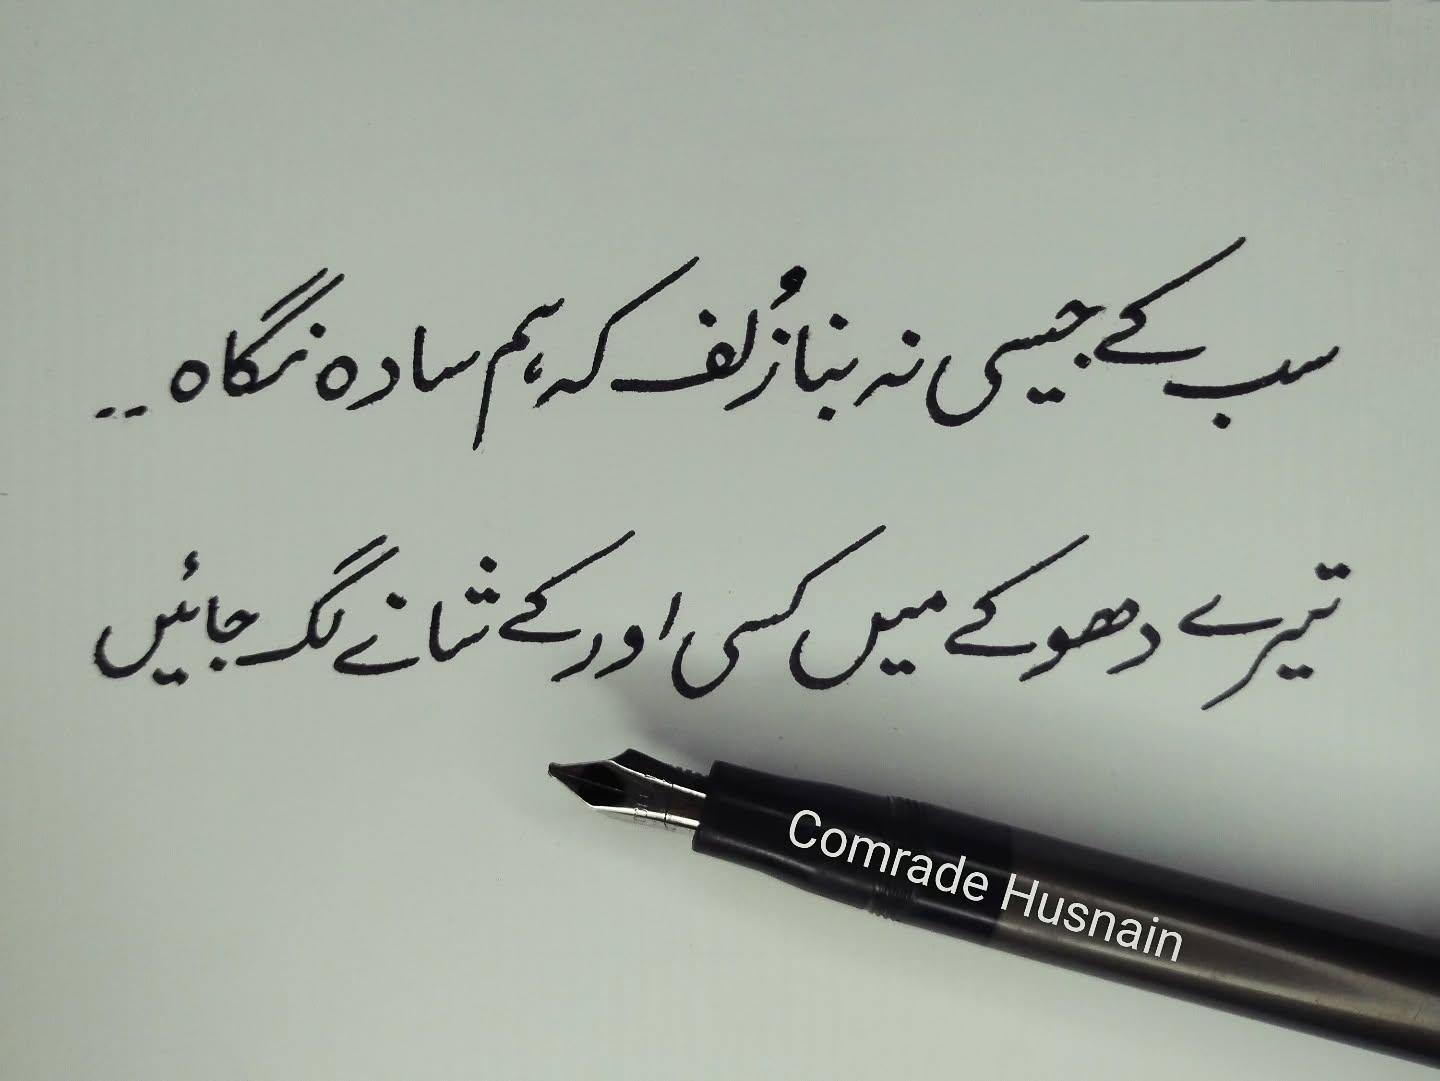 سب کے جیسی نہ بنا زُلف کہ ہم سادہ نگاہ ..
تیرے دھوکے میں کسی اور کے شانے لگ جائیں
Comrade Husnain